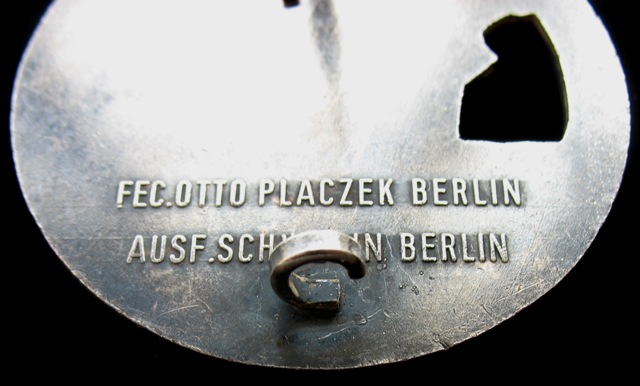 FEC.OTTO PLACZEK BERLIN
AUSF. BERLIN